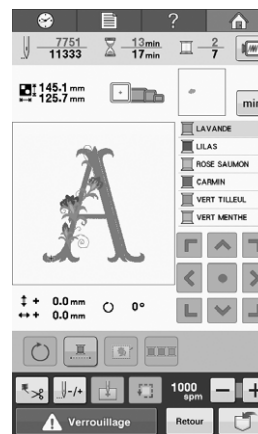 ?
7751
11333
13min
17min
2
7
145.1 mm
125.7 mm
min
LAVANDE
LILAS
ROSE SAUMON
CARMIN
VERT TILLEUL
VERT MENTHE
A
+ 0.0 mm
+ 0.0 mm
0°
-/+
1000
spm
- +
Verrouillage
Retour